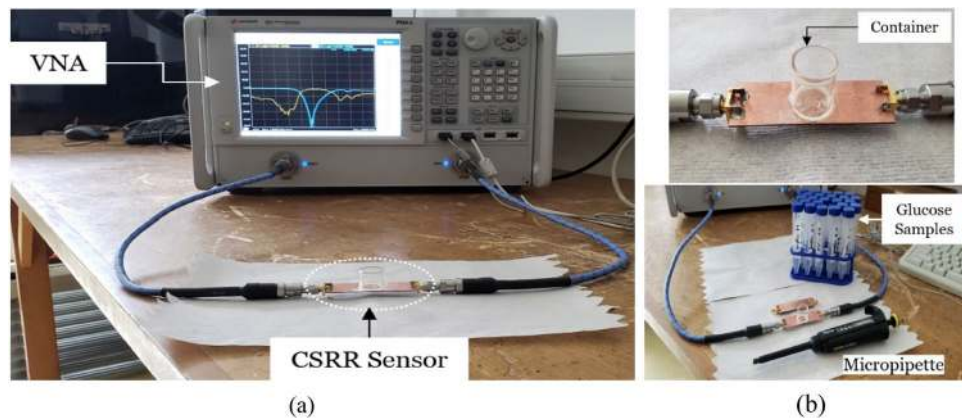 VNA
CSRR Sensor
(a)
Container
Glucose
Samples
Micropipette
(b)